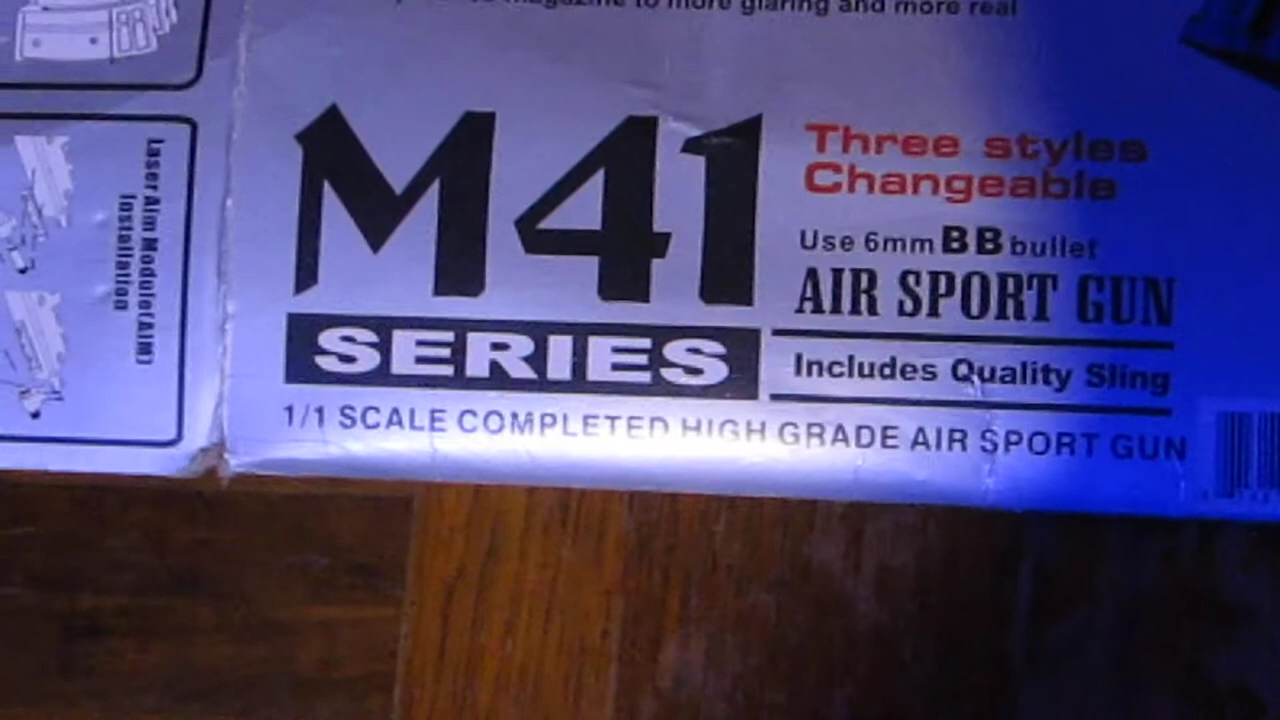 magazine to more glaring and more real
M41
SERIES
Three styles
Changeable
Use 6mm BB bullet
AIR SPORT GUN
Includes Quality Sling
1/1 SCALE COMPLETED HIGH GRADE AIR SPORT GUN
Laser Aim Module(AIM)
Installation